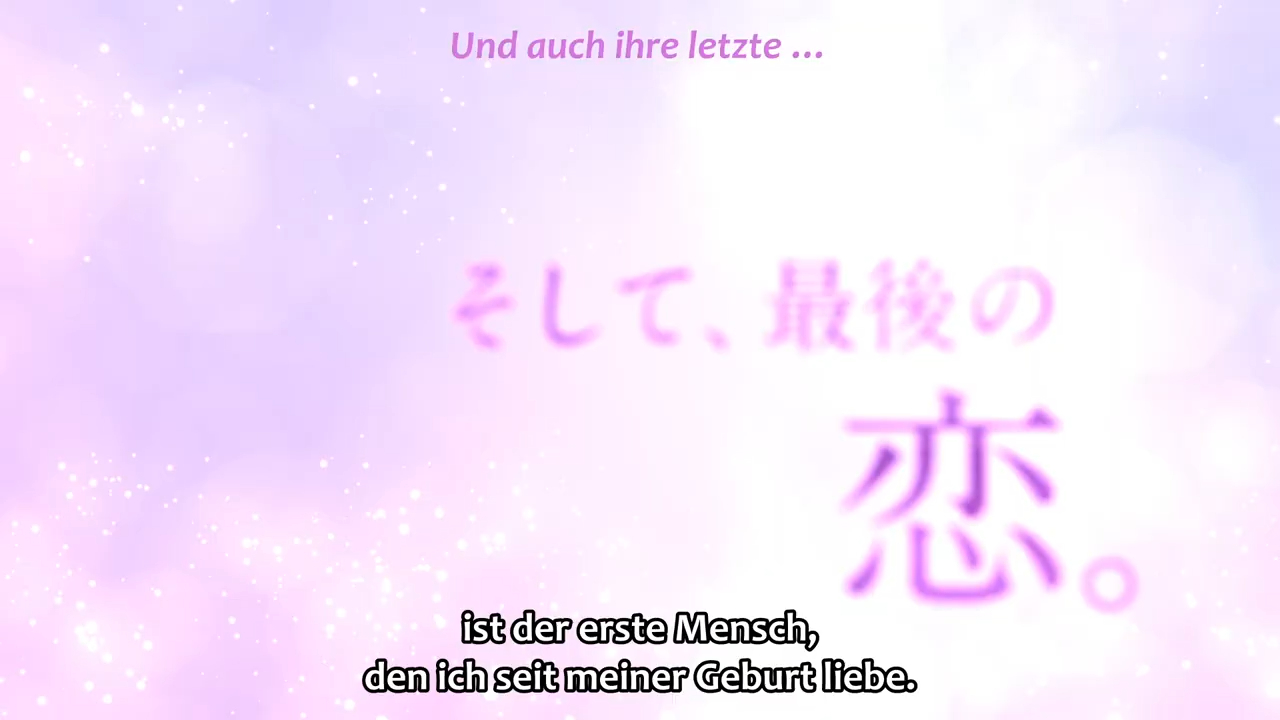 Und auch ihre letzte ...
そして、最後の
恋。
ist der erste Mensch,
den ich seit meiner Geburt liebe.